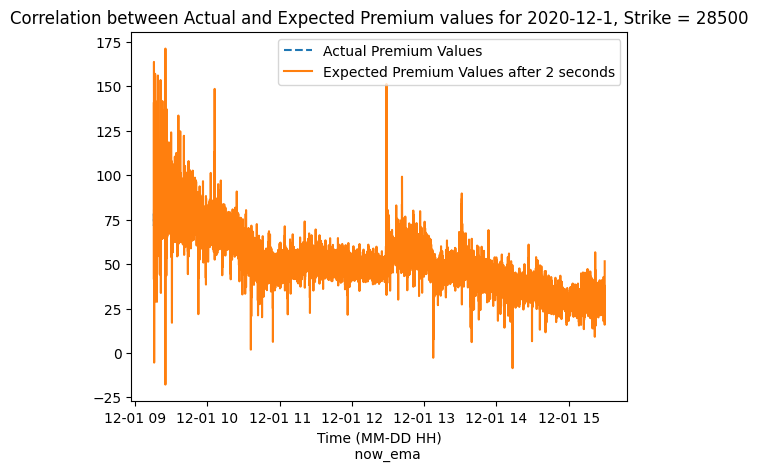 Correlation between Actual and Expected Premium values for 2020-12-1, Strike = 28500
Actual Premium Values
Expected Premium Values after 2 seconds
175
150
125
100
75
50
25
0
−25
12-01 09 12-01 10 12-01 11 12-01 12 12-01 13 12-01 14 12-01 15
Time (MM-DD HH)
now_ema